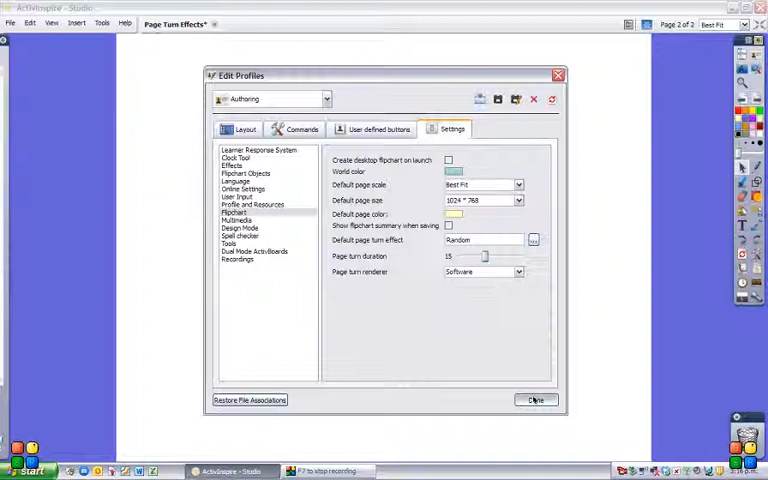 ActivInspire - Studio
File Edit View Insert Tools Help
Page Turn Effects*
Page 2 of 2
Best Fit
Edit Profiles
Authoring
Layout
Commands
User defined buttons
Settings
Learner Response System
Clock Tool
Effects
Flipchart Objects
Language
Online Settings
User Input
Profile and Resources
Flipchart
Multimedia
Design Mode
Spell checker
Tools
Dual Mode ActivBoards
Recordings
Create desktop flipchart on launch
World color
Default page scale Best Fit
Default page size 1024 * 768
Default page color:
Show flipchart summary when saving
Default page turn effect Random ...
Page turn duration 15
Page turn renderer Software
Restore File Associations
Done
Start
ActivInspire - Studio
F7 to stop recording